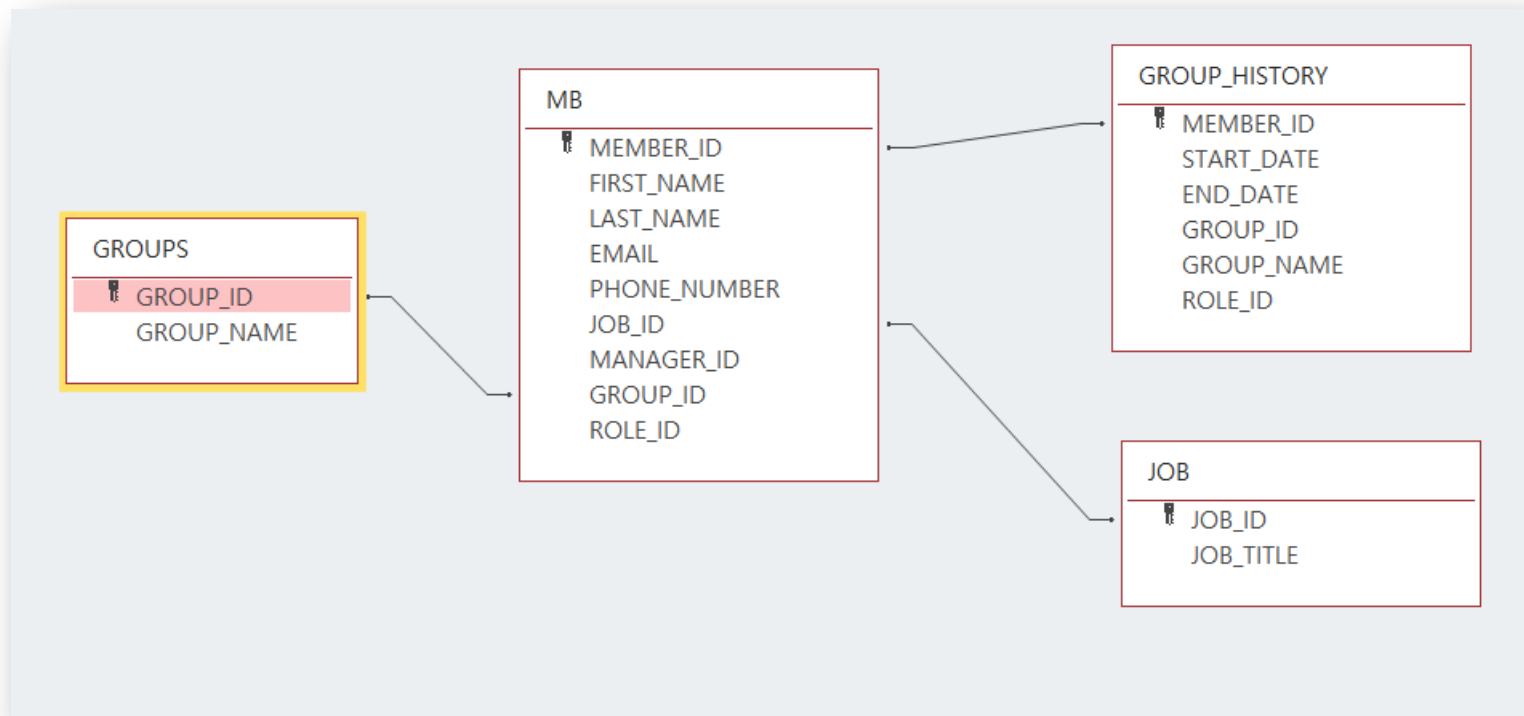 GROUPS
GROUP_ID
GROUP_NAME
MB
MEMBER_ID
FIRST_NAME
LAST_NAME
EMAIL
PHONE_NUMBER
JOB_ID
MANAGER_ID
GROUP_ID
ROLE_ID
GROUP_HISTORY
MEMBER_ID
START_DATE
END_DATE
GROUP_ID
GROUP_NAME
ROLE_ID
JOB
JOB_ID
JOB_TITLE